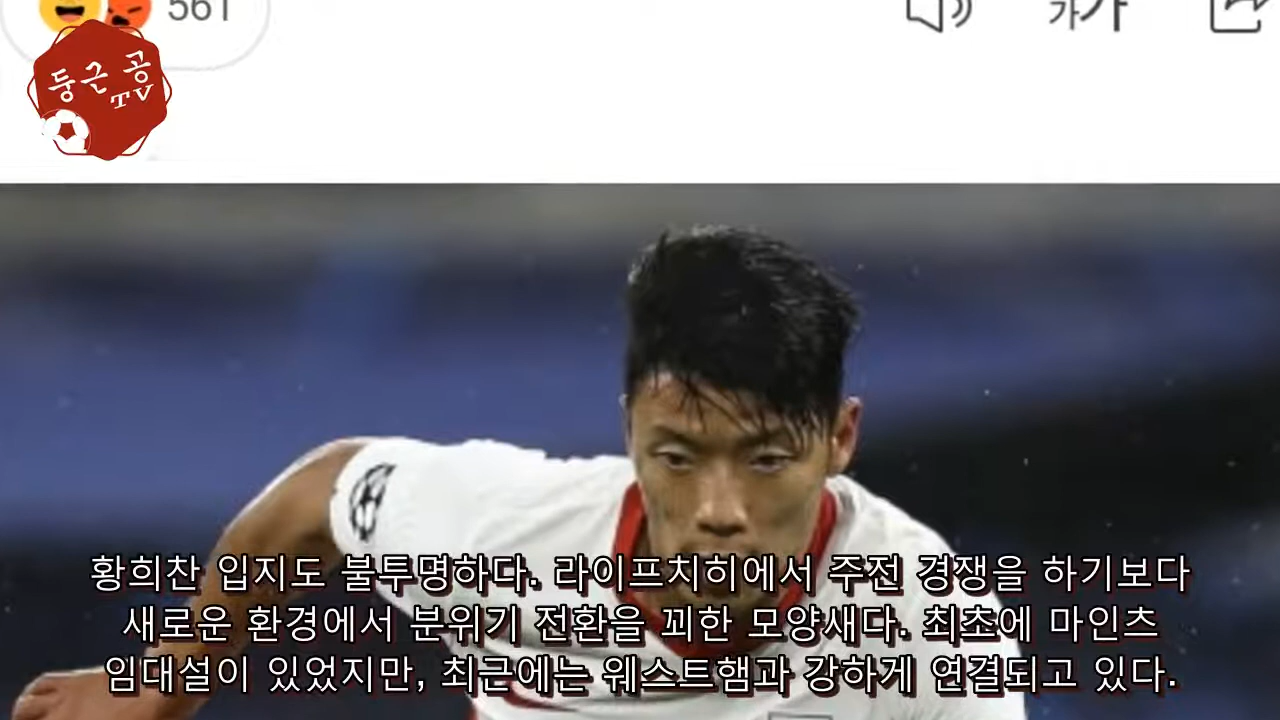 561
가가
둥근 공
TV
황희찬 입지도 불투명하다. 라이프치히에서 주전 경쟁을 하기보다
새로운 환경에서 분위기 전환을 꾀한 모양새다. 최초에 마인츠
임대설이 있었지만, 최근에는 웨스트햄과 강하게 연결되고 있다.